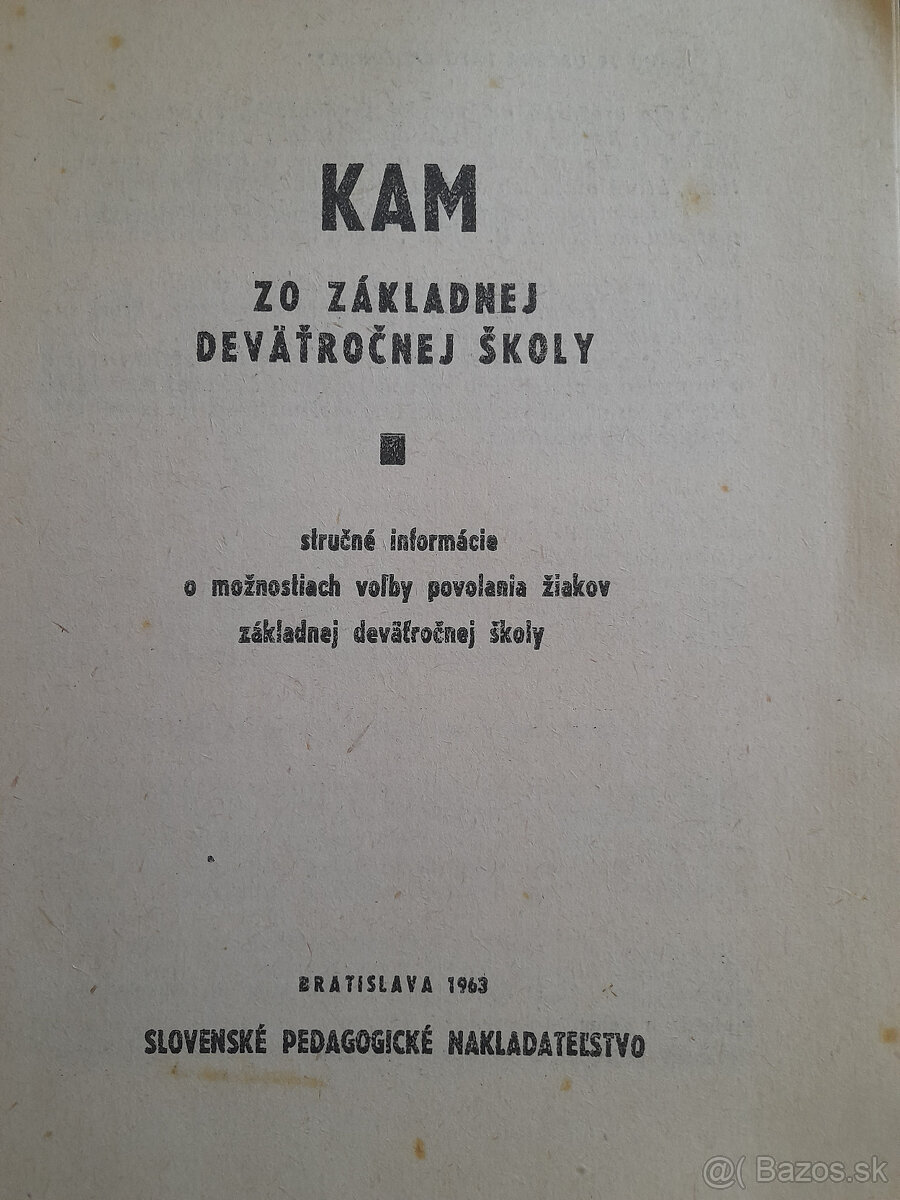 KAM
ZO ZÁKLADNEJ
DEVÄŤROČNEJ ŠKOLY
stručné informácie
o možnostiach voľby povolania žiakov
základnej deväťročnej školy
BRATISLAVA 1963
SLOVENSKÉ PEDAGOGICKÉ NAKLADATEĽSTVO
@( Bazos.sk